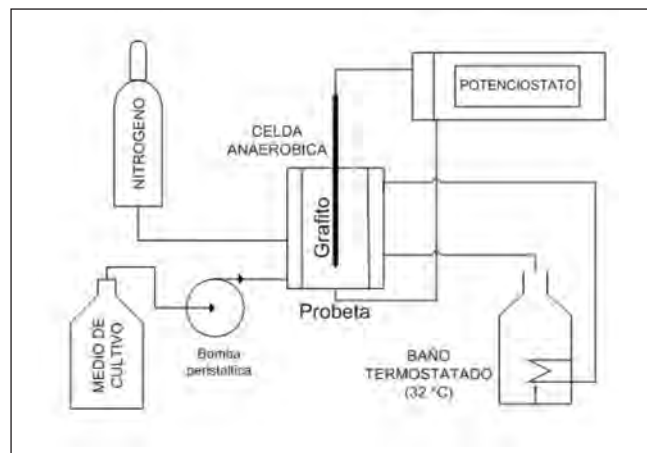 NITROGENO
CELDA
ANAEROBICA
POTENCIOSTATO
Grafito
Probeta
MEDIO DE
CULTIVO
Bomba
peristaltica
BAÑO
TERMOSTATADO
(32 °C)